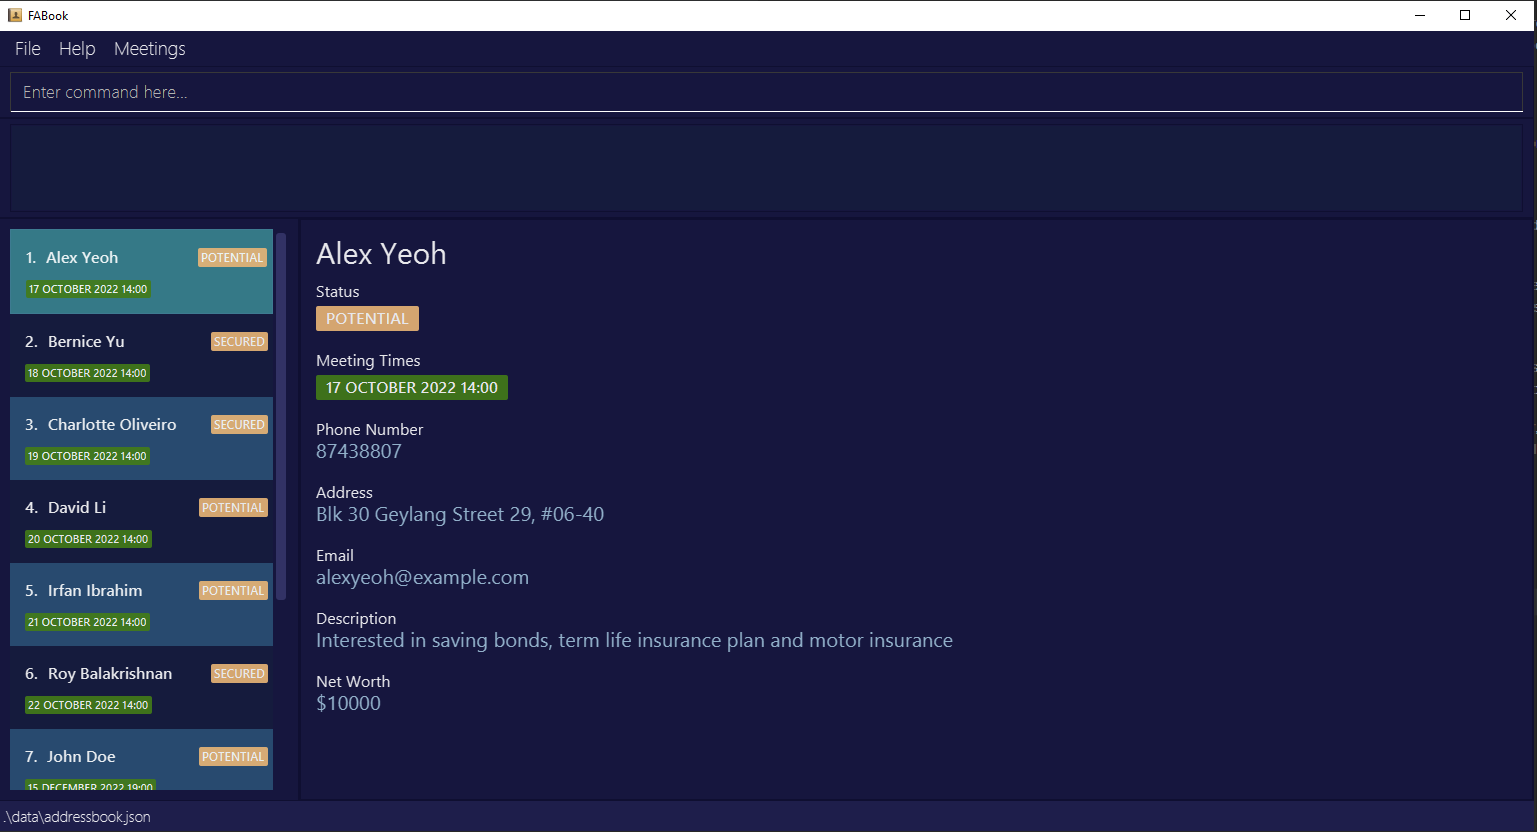 FABook
File Help Meetings
Enter command here...
1. Alex Yeoh POTENTIAL
17 OCTOBER 2022 14:00
2. Bernice Yu SECURED
18 OCTOBER 2022 14:00
3. Charlotte Oliveiro SECURED
19 OCTOBER 2022 14:00
4. David Li POTENTIAL
20 OCTOBER 2022 14:00
5. Irfan Ibrahim POTENTIAL
21 OCTOBER 2022 14:00
6. Roy Balakrishnan SECURED
22 OCTOBER 2022 14:00
7. John Doe POTENTIAL
15 DECEMBER 2022 19:00
Alex Yeoh
Status
POTENTIAL
Meeting Times
17 OCTOBER 2022 14:00
Phone Number
87438807
Address
Blk 30 Geylang Street 29, #06-40
Email
alexyeoh@example.com
Description
Interested in saving bonds, term life insurance plan and motor insurance
Net Worth
$10000
.\data\addressbook.json